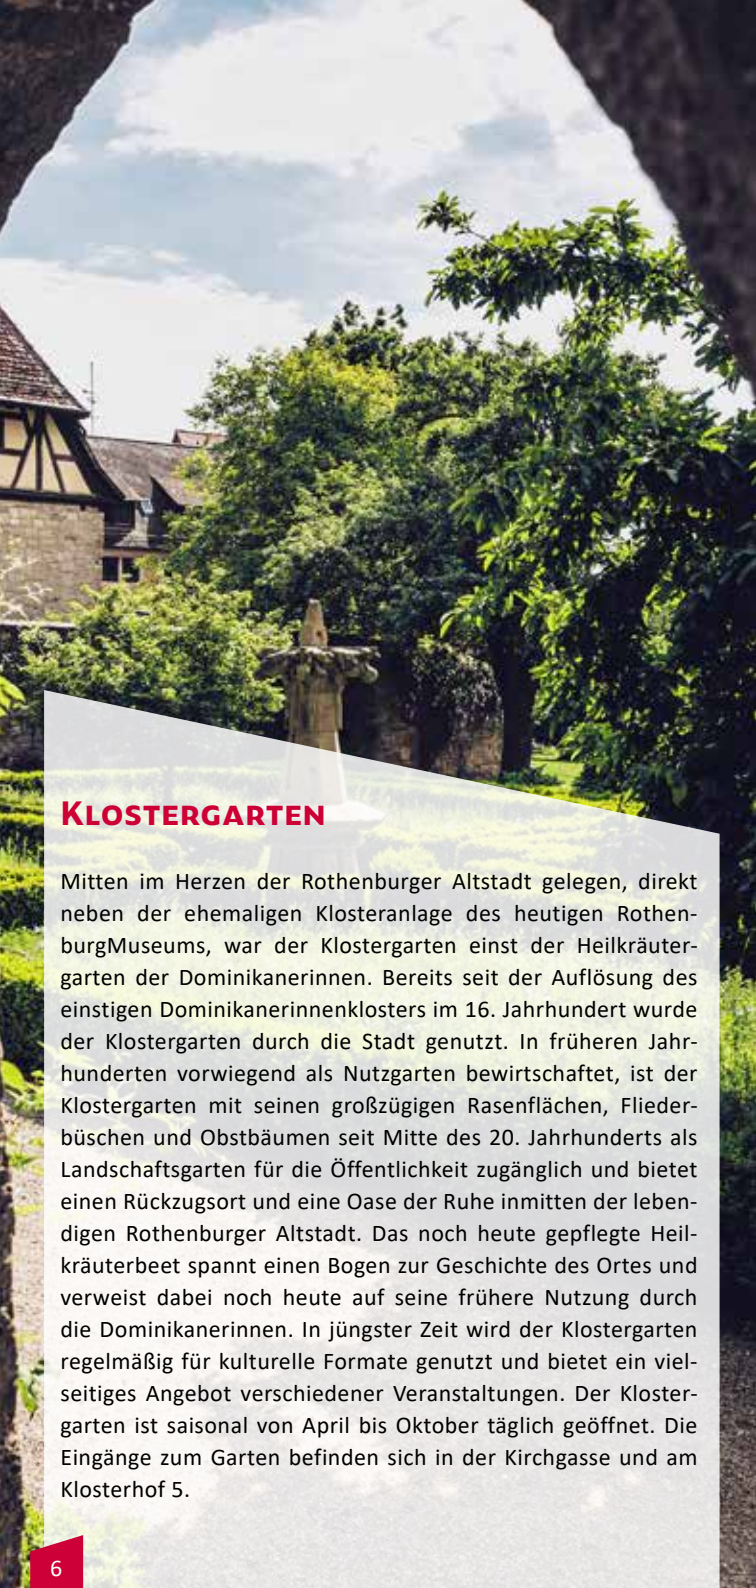 Klostergarten
Mitten im Herzen der Rothenburger Altstadt gelegen, direkt
neben der ehemaligen Klosteranlage des heutigen Rothen-
burgMuseums, war der Klostergarten einst der Heilkräuter-
garten der Dominikanerinnen. Bereits seit der Auflösung des
einstigen Dominikanerinnenklosters im 16. Jahrhundert wurde
der Klostergarten durch die Stadt genutzt. In früheren Jahr-
hunderten vorwiegend als Nutzgarten bewirtschaftet, ist der
Klostergarten mit seinen großzügigen Rasenflächen, Flieder-
büschen und Obstbäumen seit Mitte des 20. Jahrhunderts als
Landschaftsgarten für die Öffentlichkeit zugänglich und bietet
einen Rückzugsort und eine Oase der Ruhe inmitten der leben-
digen Rothenburger Altstadt. Das noch heute gepflegte Heil-
kräuterbeet spannt einen Bogen zur Geschichte des Ortes und
verweist dabei noch heute auf seine frühere Nutzung durch
die Dominikanerinnen. In jüngster Zeit wird der Klostergarten
regelmäßig für kulturelle Formate genutzt und bietet ein viel-
seitiges Angebot verschiedener Veranstaltungen. Der Kloster-
garten ist saisonal von April bis Oktober täglich geöffnet. Die
Eingänge zum Garten befinden sich in der Kirchgasse und am
Klosterhof 5.
6